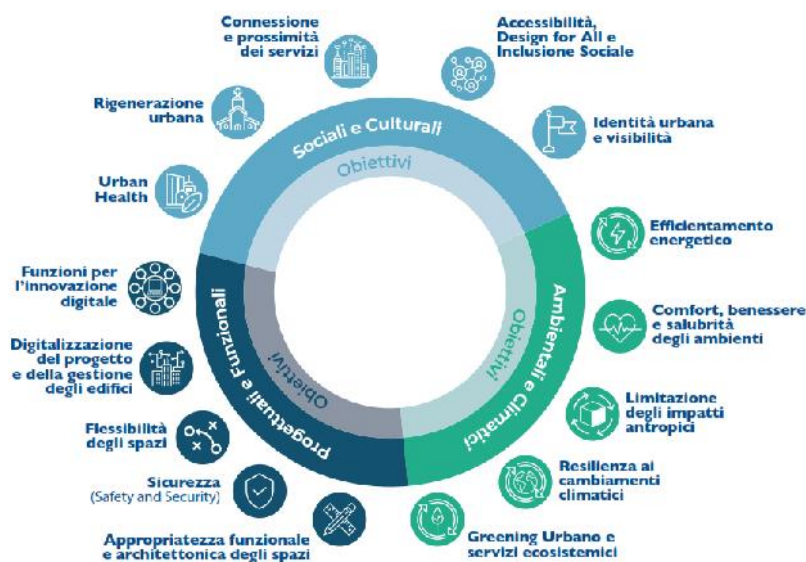 Connessione
e prossimità
dei servizi
Accessibilità,
Design for All e
Inclusione Sociale
Rigenerazione
urbana
Identità urbana
e visibilità
Urban
Health
Sociali e Culturali
Obiettivi
Efficientamento
energetico
Comfort, benessere
e salubrità
degli ambienti
Limitazione
degli impatti
antropici
Resilienza ai
cambiamenti
climatici
Greening Urbano e
servizi ecosistemici
Ambientali e Climatici
Obiettivi
Funzioni per
l'innovazione
digitale
Digitalizzazione
del progetto
e della gestione
degli edifici
Flessibilità
degli spazi
Sicurezza
(Safety and Security)
Appropriatezza funzionale
e architettonica degli spazi
Progettuali e Funzionali
Obiettivi